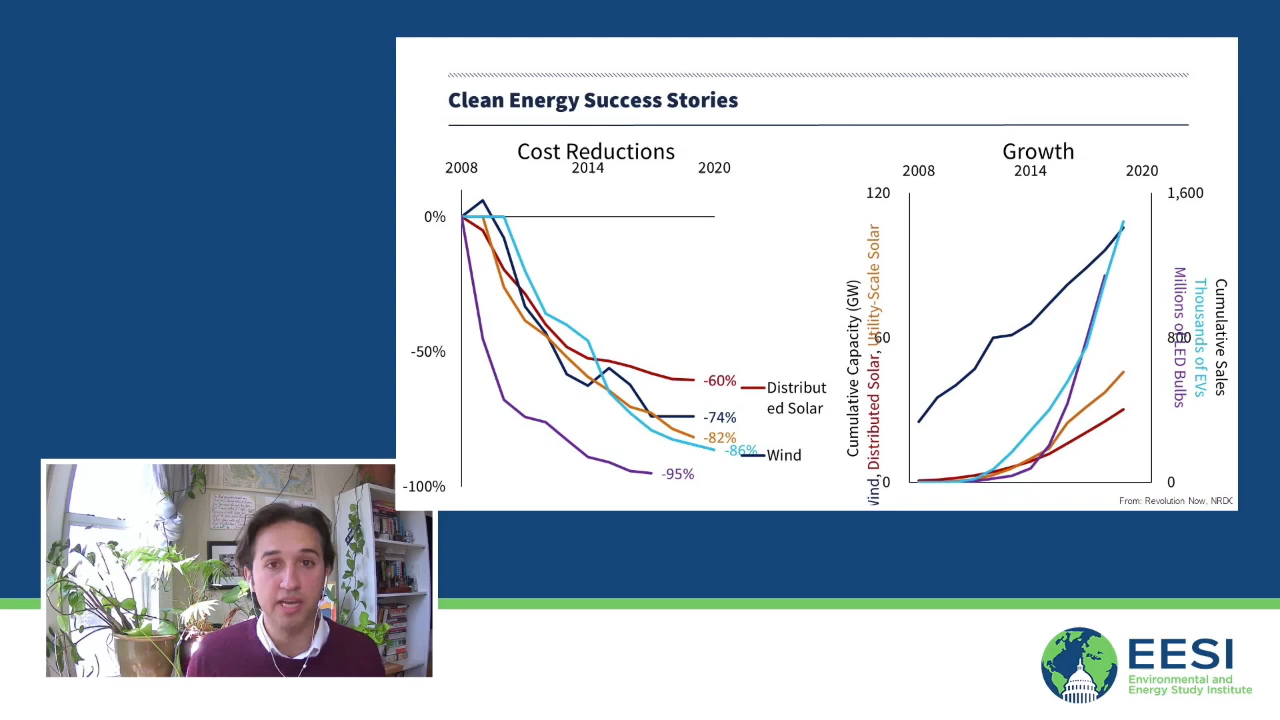 Clean Energy Success Stories
Cost Reductions
2008
2014
2020
0%
-50%
-100%
-60%
-74%
-82%
-86%
-95%
Distribut
ed Solar
Wind
Growth
2008
2014
2020
120
60
0
1,600
800
0
Cumulative Capacity (GW)
Wind, Distributed Solar, Utility-Scale Solar
Cumulative Sales
Thousands of EVs
Millions of LED Bulbs
From: Revolution Now, NRDC
EESI
Environmental and
Energy Study Institute